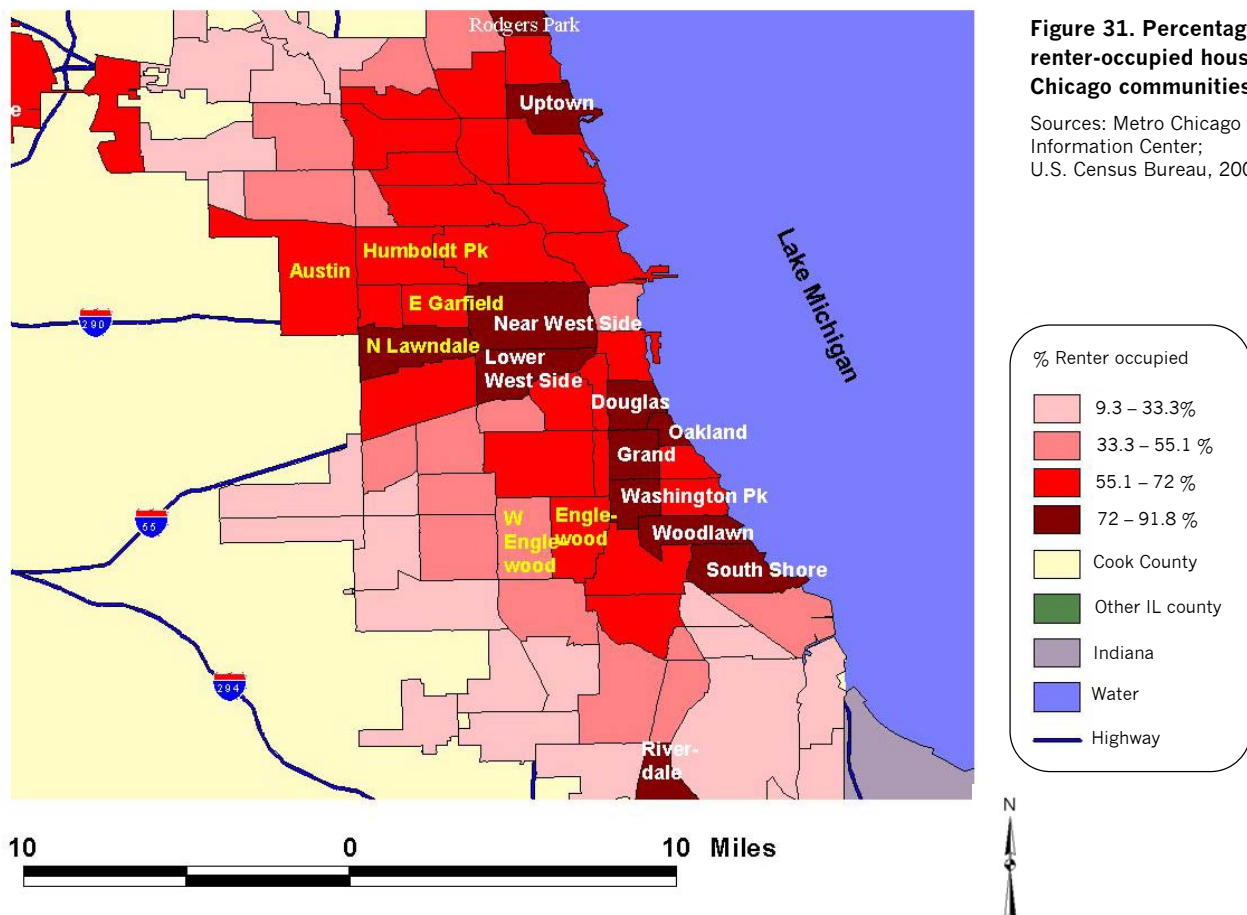 Rodgers Park
Uptown
e
Humboldt Pk
Austin
E Garfield
Near West Side
290
N Lawndale
Lower
West Side
Lake Michigan
Douglas
Oakland
Grand
Washington Pk
55
W
Engle-
wood
Engle-
wood
Woodlawn
South Shore
294
River-
dale
10 0 10 Miles
Figure 31. Percentag
renter-occupied hous
Chicago communities
Sources: Metro Chicago
Information Center;
U.S. Census Bureau, 200
% Renter occupied
9.3 – 33.3%
33.3 – 55.1 %
55.1 – 72 %
72 – 91.8 %
Cook County
Other IL county
Indiana
Water
Highway
N